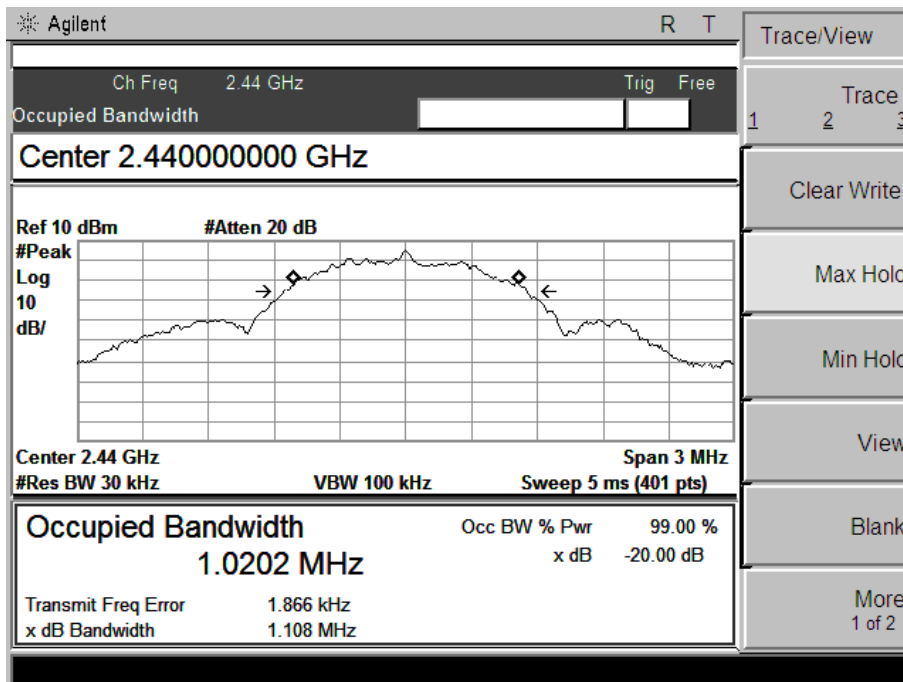 Agilent R T
Ch Freq 2.44 GHz Trig Free
Occupied Bandwidth
Center 2.440000000 GHz
Ref 10 dBm #Atten 20 dB
#Peak
Log
10
dB/
Center 2.44 GHz Span 3 MHz
#Res BW 30 kHz VBW 100 kHz Sweep 5 ms (401 pts)
Occupied Bandwidth Occ BW % Pwr 99.00 %
1.0202 MHz x dB -20.00 dB
Transmit Freq Error 1.866 kHz
x dB Bandwidth 1.108 MHz
Trace/View
Trace
1 2 3
Clear Write
Max Hold
Min Hold
View
Blank
More
1 of 2